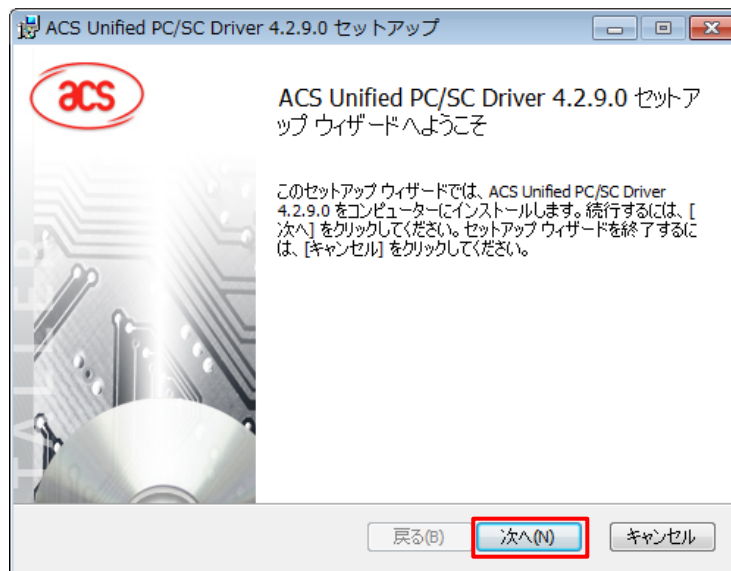 ACS Unified PC/SC Driver 4.2.9.0 セットアップ
acs
ACS Unified PC/SC Driver 4.2.9.0 セットア
ップ ウィザードへようこそ
このセットアップ ウィザードでは、ACS Unified PC/SC Driver
4.2.9.0 をコンピューターにインストールします。続行するには、[
次へ] をクリックしてください。セットアップ ウィザードを終了するに
は、[キャンセル] をクリックしてください。
TALLER
戻る(B)
次へ(N)
キャンセル